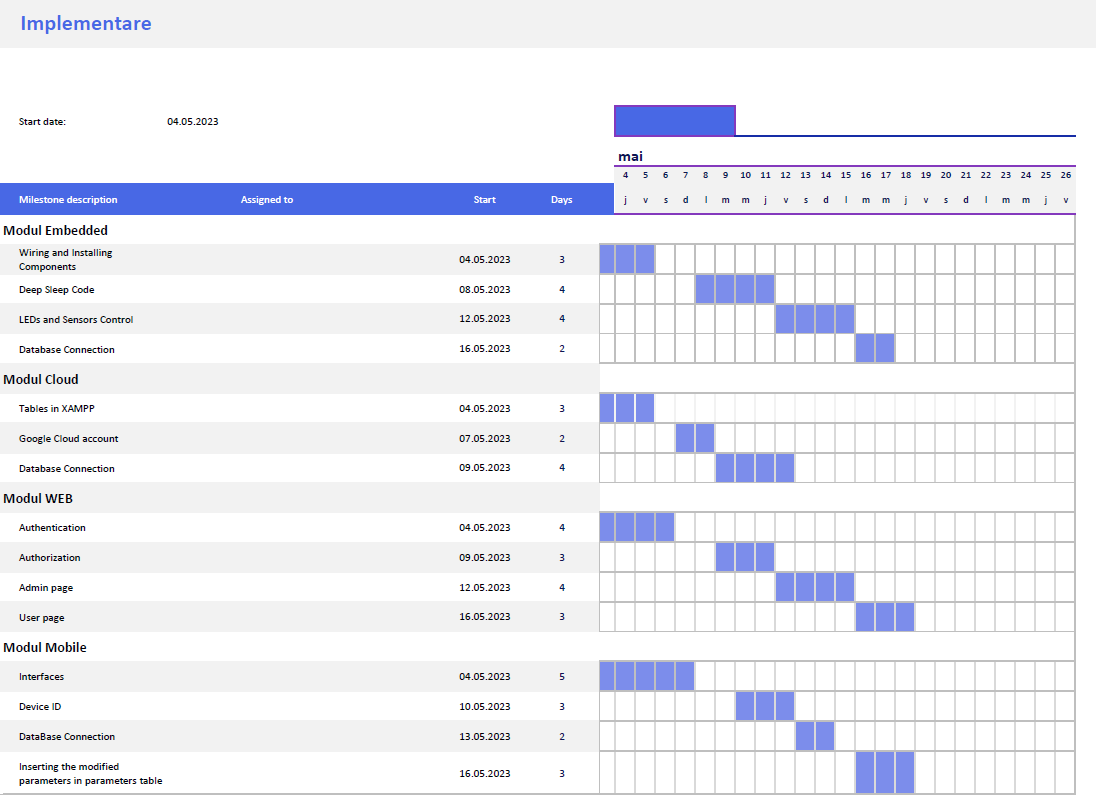 Implementare
Start date: 04.05.2023
mai
4 5 6 7 8 9 10 11 12 13 14 15 16 17 18 19 20 21 22 23 24 25 26
Milestone description Assigned to Start Days j v s d l m m j v s d l m m j v s d l m m j v
Modul Embedded
Wiring and Installing
Components 04.05.2023 3
Deep Sleep Code 08.05.2023 4
LEDs and Sensors Control 12.05.2023 4
Database Connection 16.05.2023 2
Modul Cloud
Tables in XAMPP 04.05.2023 3
Google Cloud account 07.05.2023 2
Database Connection 09.05.2023 4
Modul WEB
Authentication 04.05.2023 4
Authorization 09.05.2023 3
Admin page 12.05.2023 4
User page 16.05.2023 3
Modul Mobile
Interfaces 04.05.2023 5
Device ID 10.05.2023 3
DataBase Connection 13.05.2023 2
Inserting the modified
parameters in parameters table 16.05.2023 3